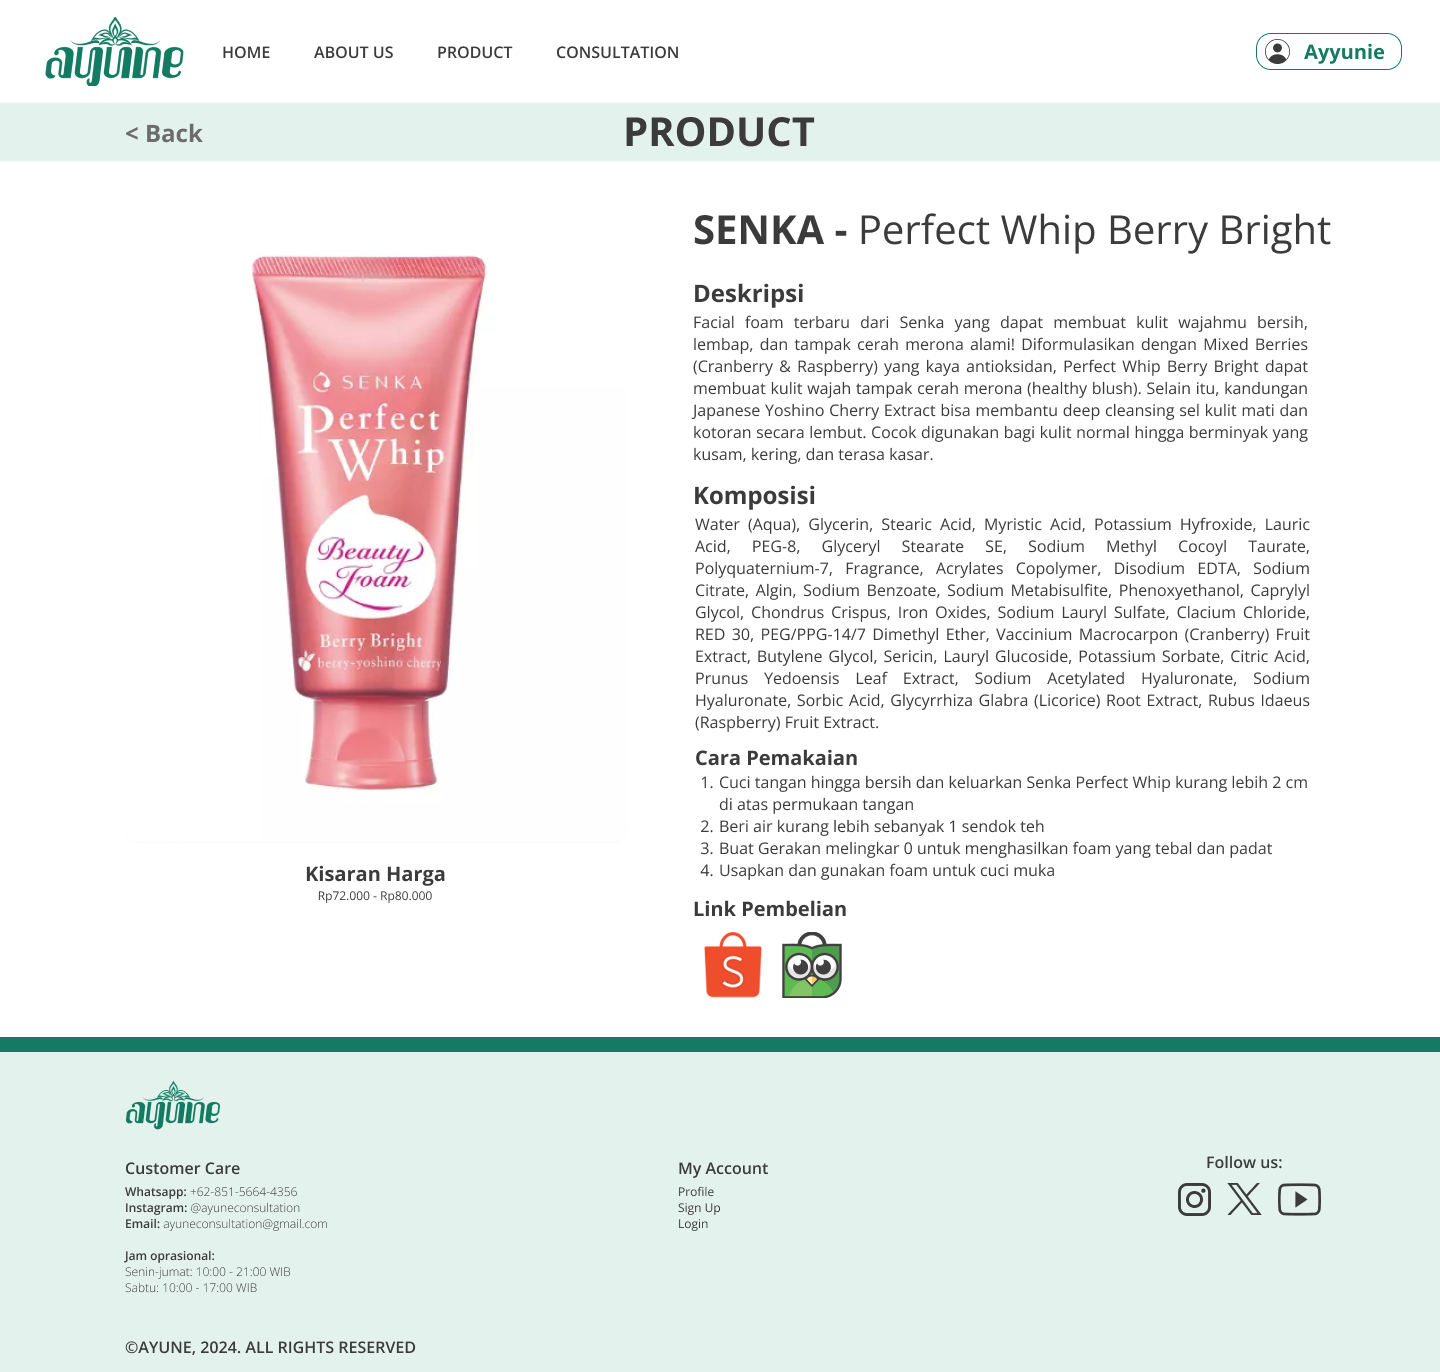 ayune
HOME
ABOUT US
PRODUCT
CONSULTATION
Ayyunie
< Back
PRODUCT
SENKA
Perfect
Whip
Beauty
Foam
Berry Bright
berry-yoshino cherry
Kisaran Harga
Rp72.000 - Rp80.000
SENKA - Perfect Whip Berry Bright
Deskripsi
Facial foam terbaru dari Senka yang dapat membuat kulit wajahmu bersih,
lembap, dan tampak cerah merona alami! Diformulasikan dengan Mixed Berries
(Cranberry & Raspberry) yang kaya antioksidan, Perfect Whip Berry Bright dapat
membuat kulit wajah tampak cerah merona (healthy blush). Selain itu, kandungan
Japanese Yoshino Cherry Extract bisa membantu deep cleansing sel kulit mati dan
kotoran secara lembut. Cocok digunakan bagi kulit normal hingga berminyak yang
kusam, kering, dan terasa kasar.
Komposisi
Water (Aqua), Glycerin, Stearic Acid, Myristic Acid, Potassium Hyfroxide, Lauric
Acid, PEG-8, Glyceryl Stearate SE, Sodium Methyl Cocoyl Taurate,
Polyquaternium-7, Fragrance, Acrylates Copolymer, Disodium EDTA, Sodium
Citrate, Algin, Sodium Benzoate, Sodium Metabisulfite, Phenoxyethanol, Caprylyl
Glycol, Chondrus Crispus, Iron Oxides, Sodium Lauryl Sulfate, Clacium Chloride,
RED 30, PEG/PPG-14/7 Dimethyl Ether, Vaccinium Macrocarpon (Cranberry) Fruit
Extract, Butylene Glycol, Sericin, Lauryl Glucoside, Potassium Sorbate, Citric Acid,
Prunus Yedoensis Leaf Extract, Sodium Acetylated Hyaluronate, Sodium
Hyaluronate, Sorbic Acid, Glycyrrhiza Glabra (Licorice) Root Extract, Rubus Idaeus
(Raspberry) Fruit Extract.
Cara Pemakaian
1. Cuci tangan hingga bersih dan keluarkan Senka Perfect Whip kurang lebih 2 cm
di atas permukaan tangan
2. Beri air kurang lebih sebanyak 1 sendok teh
3. Buat Gerakan melingkar 0 untuk menghasilkan foam yang tebal dan padat
4. Usapkan dan gunakan foam untuk cuci muka
Link Pembelian
S
ayune
Customer Care
Whatsapp: +62-851-5664-4356
Instagram: @ayuneconsultation
Email: ayuneconsultation@gmail.com
Jam oprasional:
Senin-jumat: 10:00 - 21:00 WIB
Sabtu: 10:00 - 17:00 WIB
My Account
Profile
Sign Up
Login
Follow us:
©AYUNE, 2024. ALL RIGHTS RESERVED